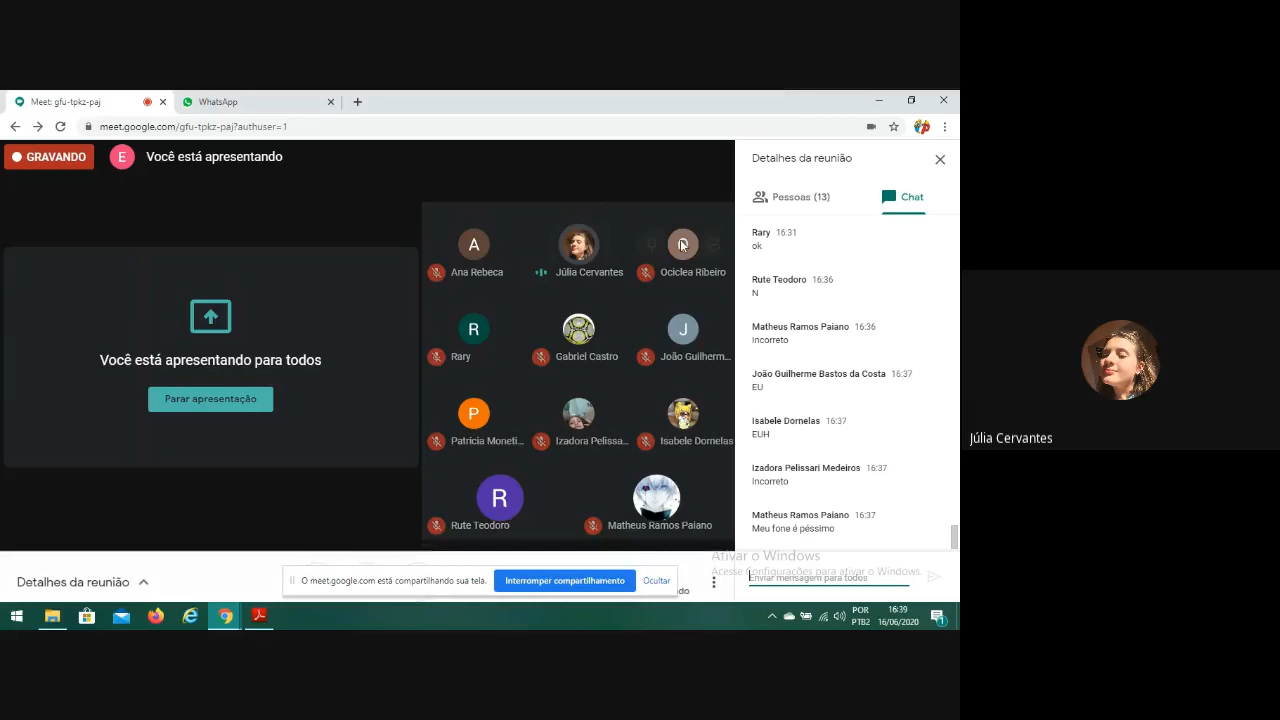 Meet: gfu-tpkz-paj
WhatsApp
meet.google.com/gfu-tpkz-paj?authuser=1
GRAVANDO
E
Você está apresentando
Detalhes da reunião
Pessoas (13)
Chat
A
Ana Rebeca
Júlia Cervantes
O
Ociclea Ribeiro
R
Rary
Gabriel Castro
J
João Guilherm...
P
Patrícia Moneti...
Izadora Pelissa...
Isabele Dornelas
R
Rute Teodoro
Matheus Ramos Paiano
Você está apresentando para todos
Parar apresentação
Rary 16:31
ok
Rute Teodoro 16:36
N
Matheus Ramos Paiano 16:36
Incorreto
João Guilherme Bastos da Costa 16:37
EU
Isabele Dornelas 16:37
EUH
Izadora Pelissari Medeiros 16:37
Incorreto
Matheus Ramos Paiano 16:37
Meu fone é péssimo
Ativar o Windows
Acesse Configurações para ativar o Windows.
Enviar mensagem para todos
Detalhes da reunião
O meet.google.com está compartilhando sua tela.
Interromper compartilhamento
Ocultar
POR
PTB2
16:39
16/06/2020
1
Júlia Cervantes